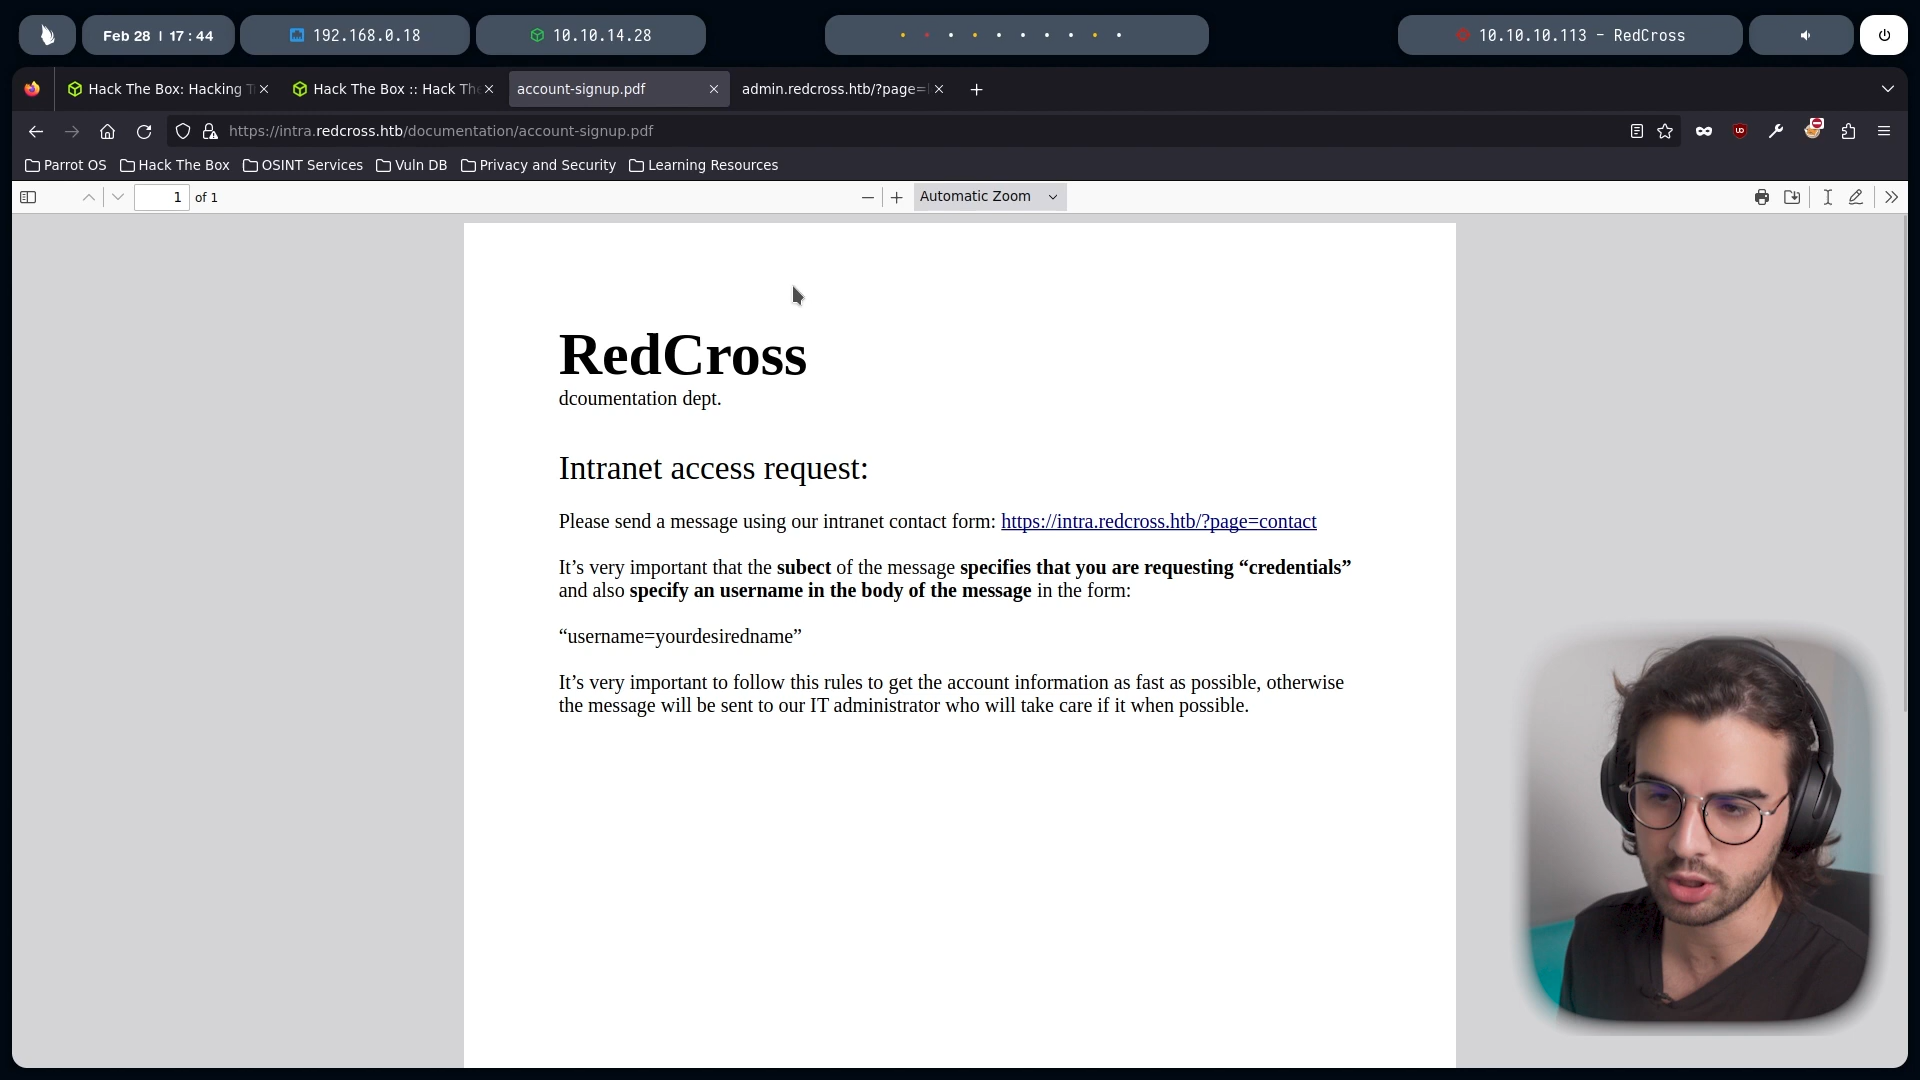 Feb 28 | 17:44
192.168.0.18
10.10.14.28
10.10.10.113 - RedCross
Hack The Box: Hacking T
Hack The Box :: Hack The
account-signup.pdf
admin.redcross.htb/?page=
https://intra.redcross.htb/documentation/account-signup.pdf
Parrot OS
Hack The Box
OSINT Services
Vuln DB
Privacy and Security
Learning Resources
1 of 1
Automatic Zoom
RedCross
dcoumentation dept.
Intranet access request:
Please send a message using our intranet contact form: https://intra.redcross.htb/?page=contact
It’s very important that the subect of the message specifies that you are requesting “credentials”
and also specify an username in the body of the message in the form:
“username=yourdesiredname”
It’s very important to follow this rules to get the account information as fast as possible, otherwise
the message will be sent to our IT administrator who will take care if it when possible.